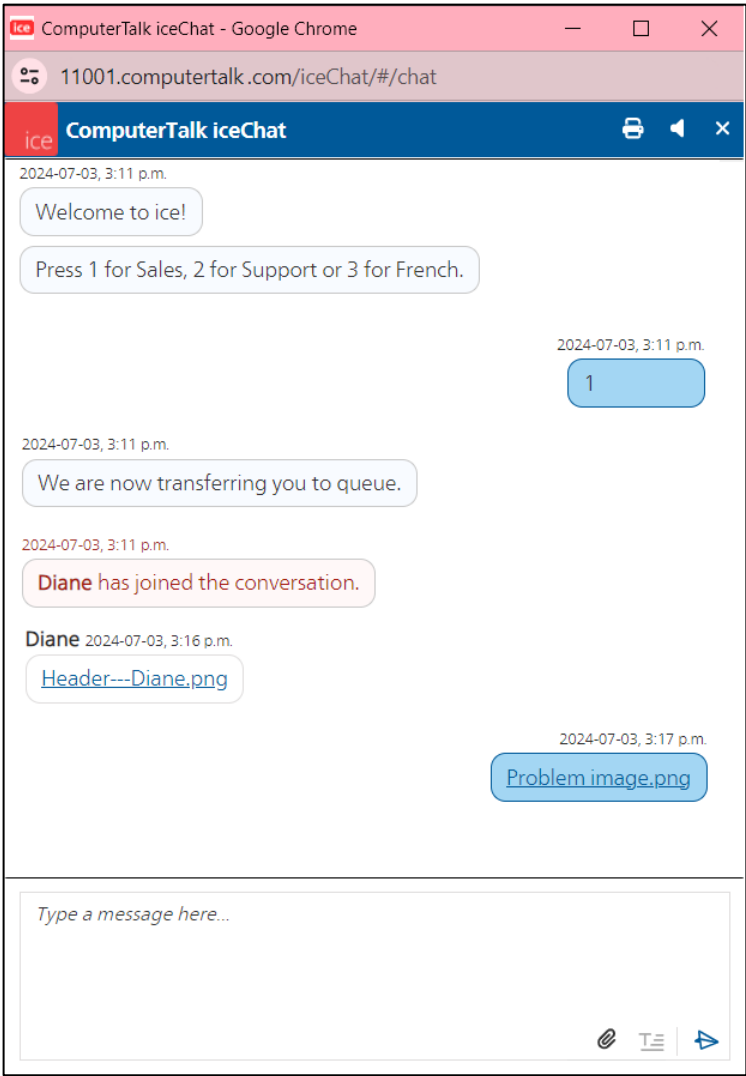 ice ComputerTalk iceChat - Google Chrome
11001.computertalk.com/iceChat/#/chat
ice ComputerTalk iceChat
2024-07-03, 3:11 p.m.
Welcome to ice!
Press 1 for Sales, 2 for Support or 3 for French.
2024-07-03, 3:11 p.m.
1
2024-07-03, 3:11 p.m.
We are now transferring you to queue.
2024-07-03, 3:11 p.m.
Diane has joined the conversation.
Diane 2024-07-03, 3:16 p.m.
Header---Diane.png
2024-07-03, 3:17 p.m.
Problem image.png
Type a message here...